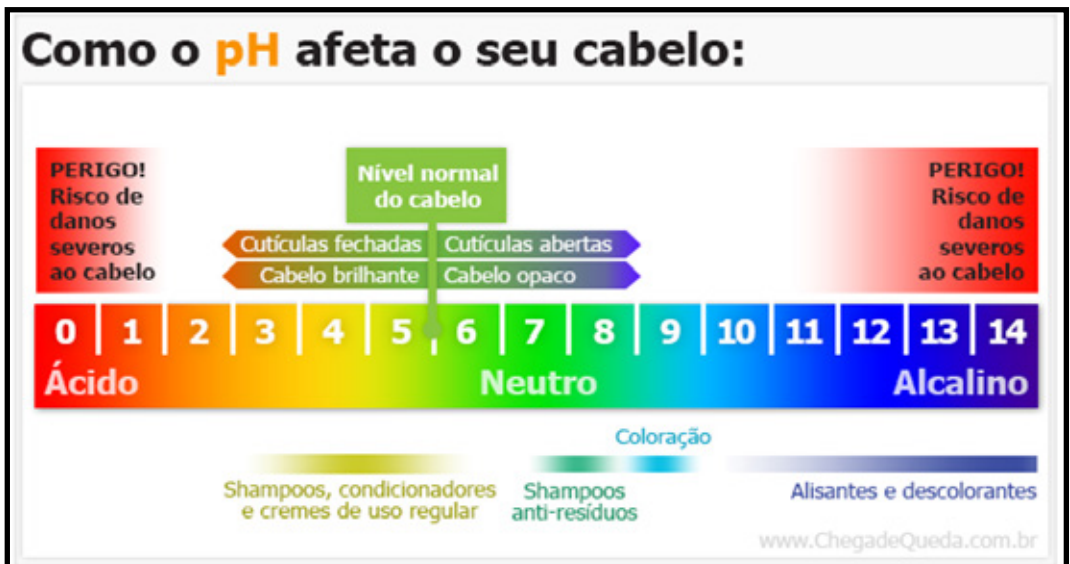 Como o pH afeta o seu cabelo:
PERIGO!
Risco de
danos
severos
ao cabelo
Nível normal
do cabelo
Cutículas fechadas
Cutículas abertas
Cabelo brilhante
Cabelo opaco
PERIGO!
Risco de
danos
severos
ao cabelo
0 1 2 3 4 5 6 7 8 9 10 11 12 13 14
Ácido Neutro Alcalino
Coloração
Shampoos, condicionadores
e cremes de uso regular
Shampoos
anti-resíduos
Alisantes e descolorantes
www.ChegadeQueda.com.br